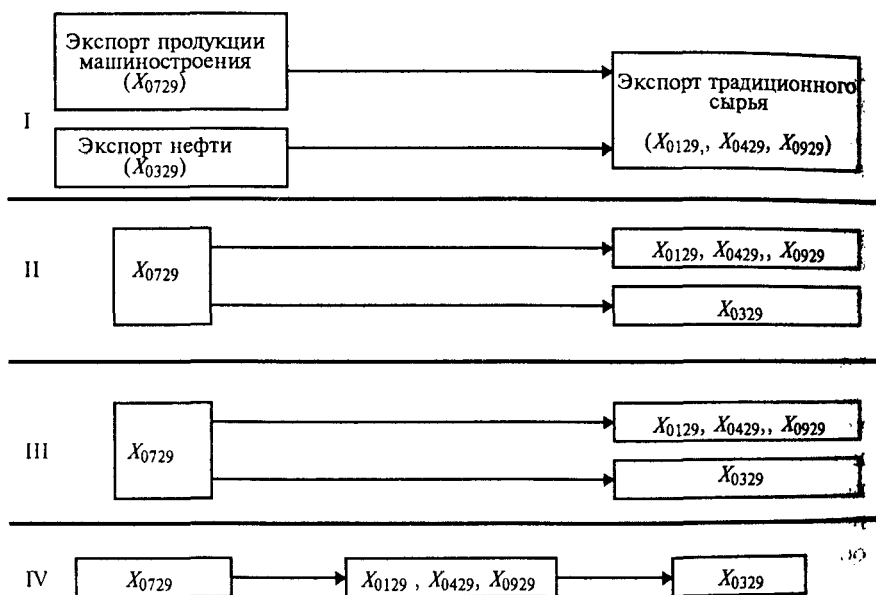 Экспорт продукции
машиностроения
(X0729)
Экспорт традиционного
сырья
(X0129,, X0429, X0929)
I
Экспорт нефти
(X0329)
II
X0729
X0129, X0429,, X0929
X0329
III
X0729
X0129, X0429,, X0929
X0329
IV
X0729
X0129 , X0429, X0929
X0329